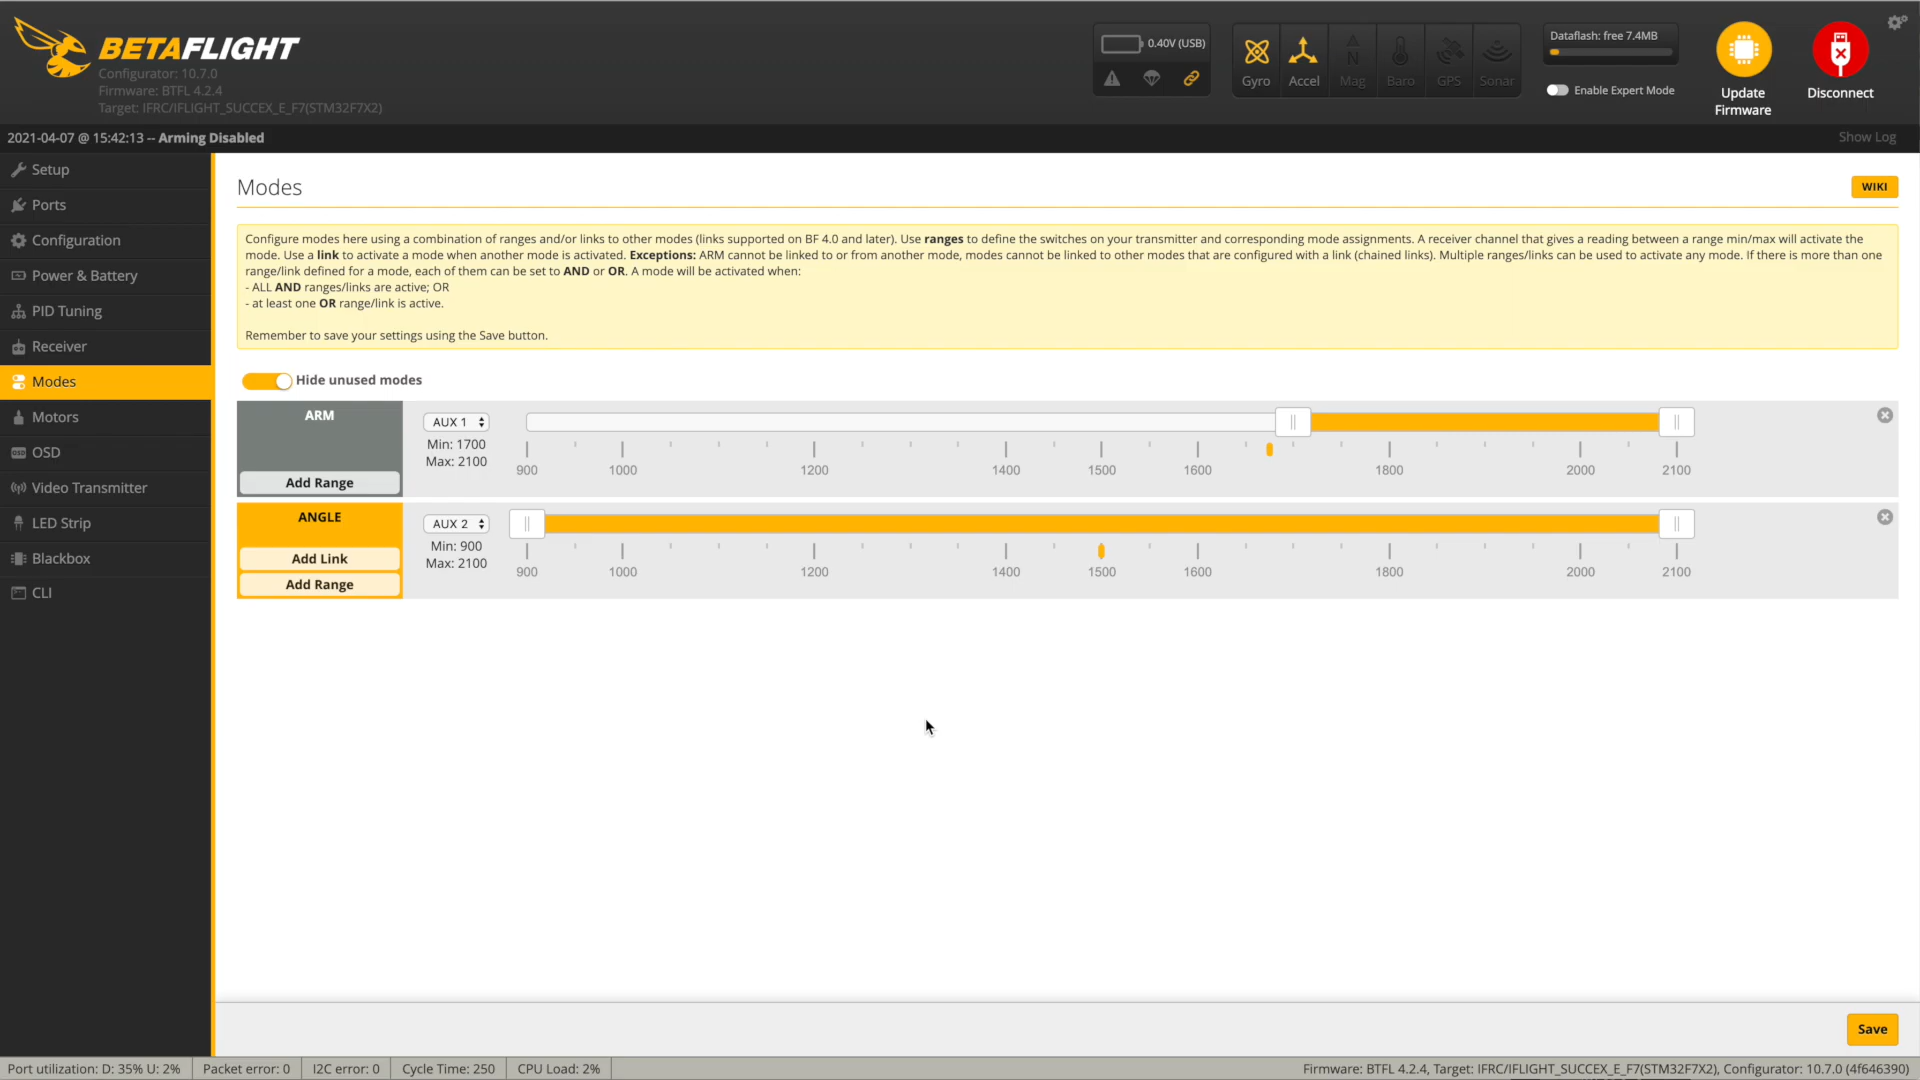 BETAFLIGHT
Configurator: 10.7.0
Firmware: BTFL 4.2.4
Target: IFRC/IFLIGHT_SUCCEX_E_F7(STM32F7X2)
0.40V (USB)
Gyro
Accel
Mag
Baro
GPS
Sonar
Dataflash: free 7.4MB
Enable Expert Mode
Update
Firmware
Disconnect
2021-04-07 @ 15:42:13 -- Arming Disabled
Show Log
Setup
Ports
Configuration
Power & Battery
PID Tuning
Receiver
Modes
Motors
OSD
Video Transmitter
LED Strip
Blackbox
CLI
Modes
WIKI
Configure modes here using a combination of ranges and/or links to other modes (links supported on BF 4.0 and later). Use ranges to define the switches on your transmitter and corresponding mode assignments. A receiver channel that gives a reading between a range min/max will activate the
mode. Use a link to activate a mode when another mode is activated. Exceptions: ARM cannot be linked to or from another mode, modes cannot be linked to other modes that are configured with a link (chained links). Multiple ranges/links can be used to activate any mode. If there is more than one
range/link defined for a mode, each of them can be set to AND or OR. A mode will be activated when:
- ALL AND ranges/links are active; OR
- at least one OR range/link is active.
Remember to save your settings using the Save button.
Hide unused modes
ARM
Add Range
AUX 1
Min: 1700
Max: 2100
900 1000 1200 1400 1500 1600 1800 2000 2100
ANGLE
Add Link
Add Range
AUX 2
Min: 900
Max: 2100
900 1000 1200 1400 1500 1600 1800 2000 2100
Save
Port utilization: D: 35% U: 2%
Packet error: 0
I2C error: 0
Cycle Time: 250
CPU Load: 2%
Firmware: BTFL 4.2.4, Target: IFRC/IFLIGHT_SUCCEX_E_F7(STM32F7X2), Configurator: 10.7.0 (4f646390)